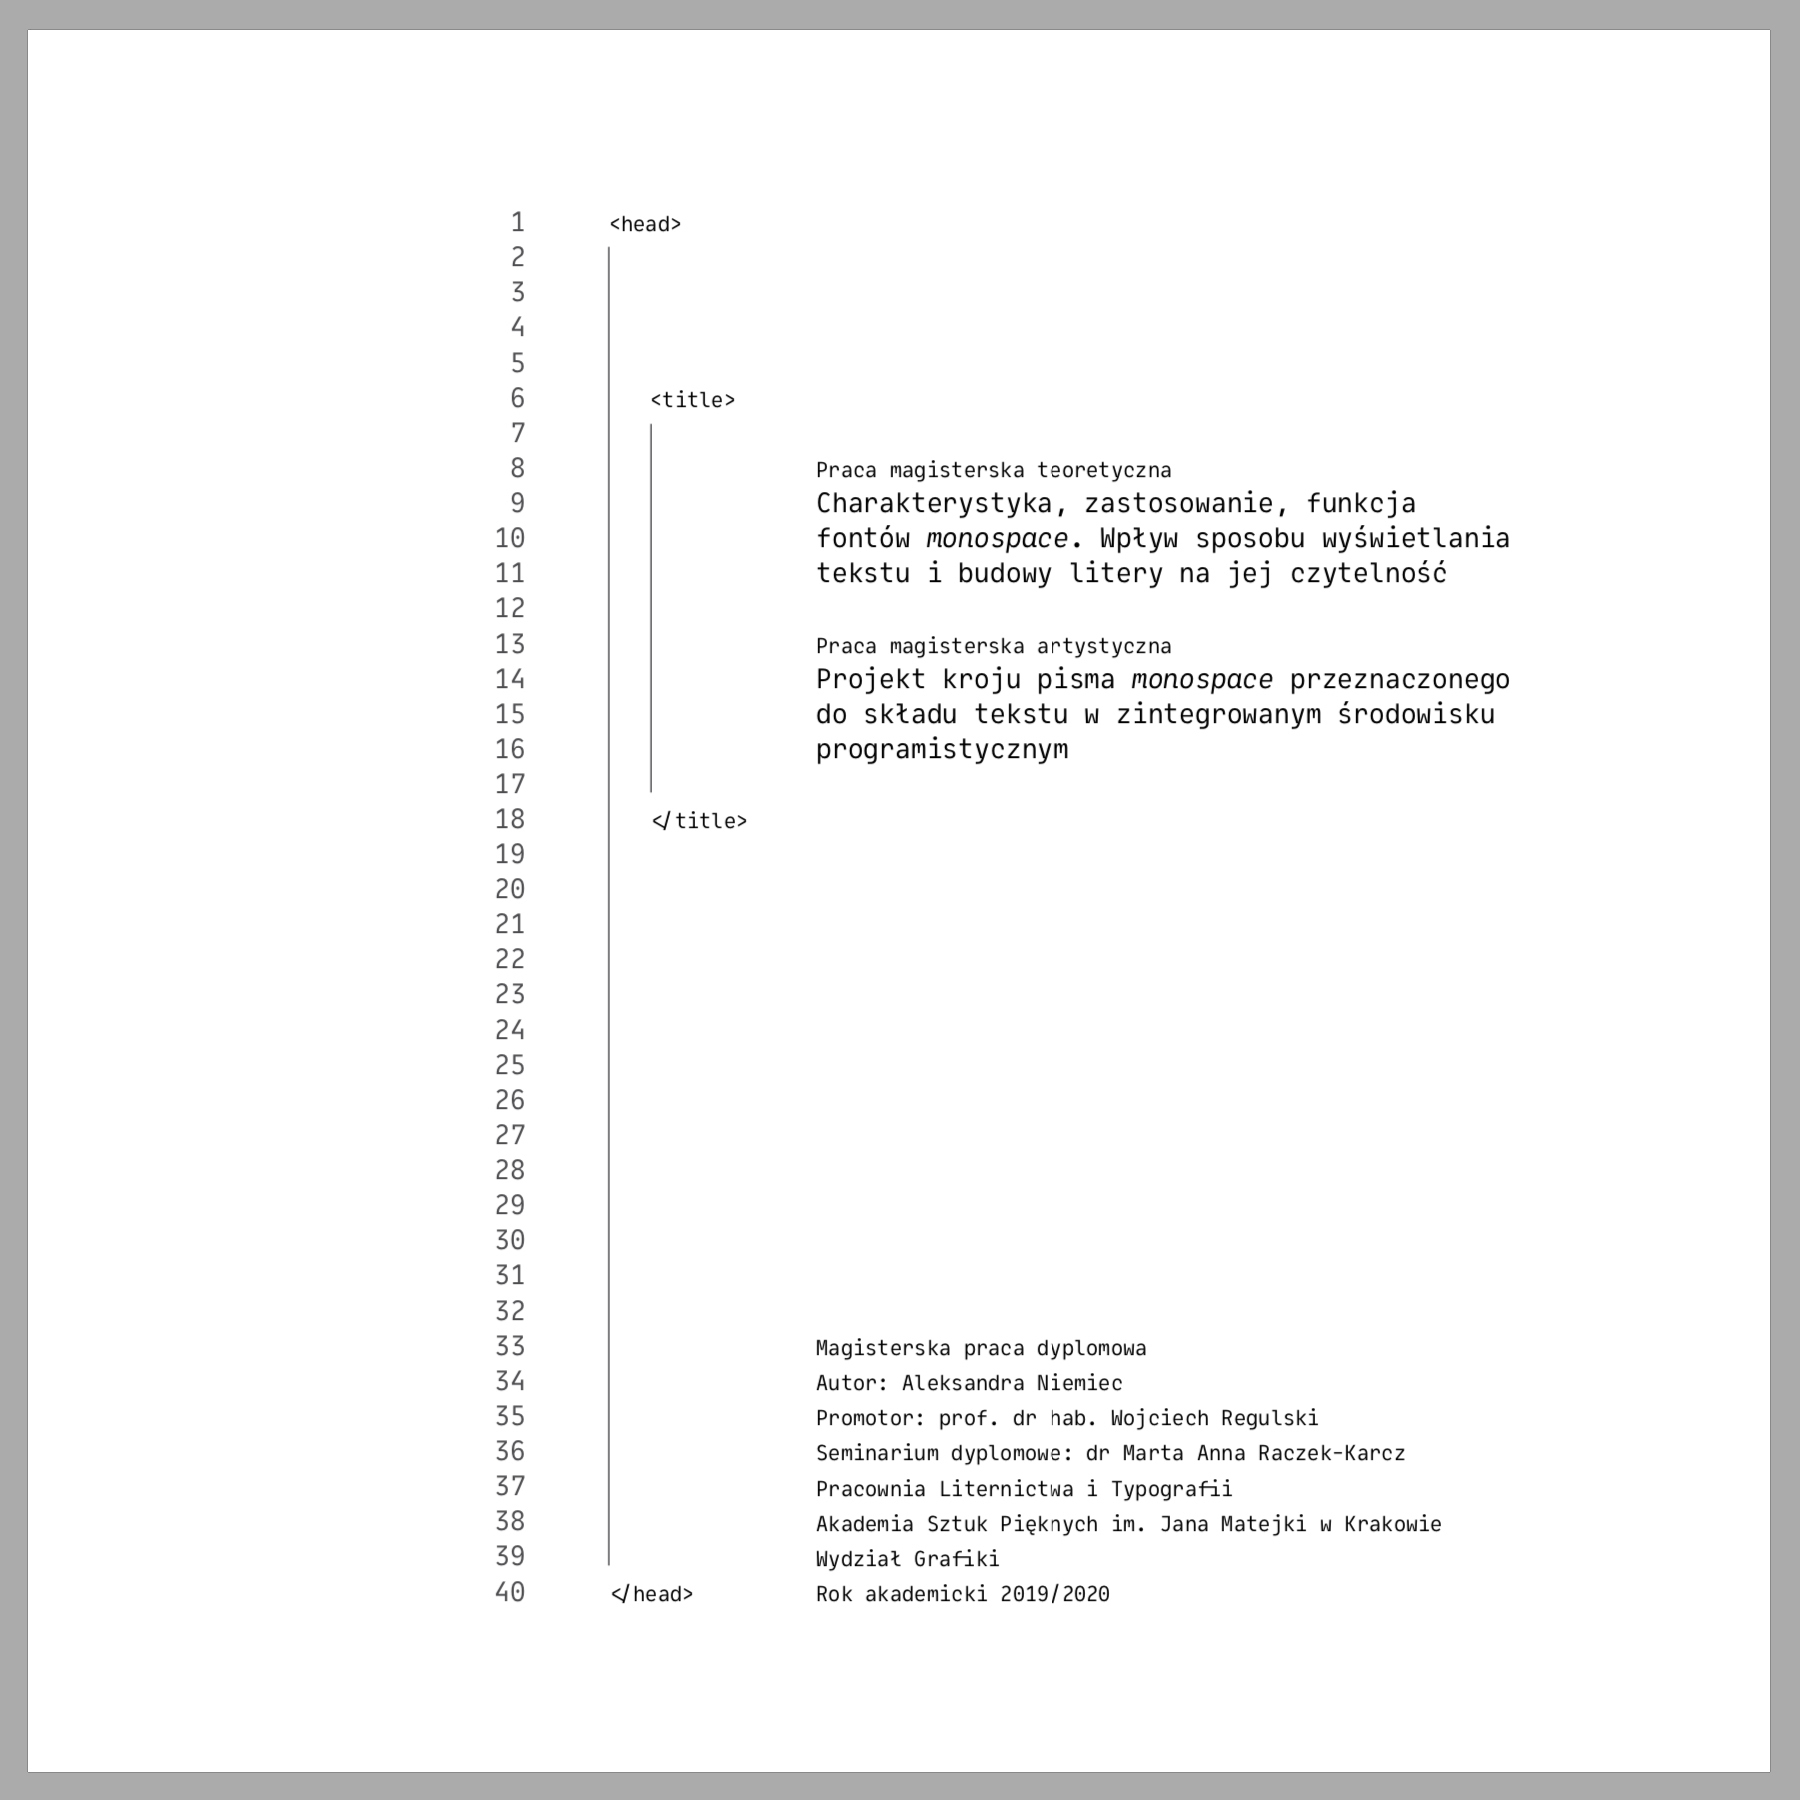 1 <head>
2
3
4
5
6 <title>
7
8 Praca magisterska teoretyczna
9 Charakterystyka, zastosowanie, funkcja
10 fontów monospace. Wpływ sposobu wyświetlania
11 tekstu i budowy litery na jej czytelność
12
13 Praca magisterska artystyczna
14 Projekt kroju pisma monospace przeznaczonego
15 do składu tekstu w zintegrowanym środowisku
16 programistycznym
17
18 </title>
19
20
21
22
23
24
25
26
27
28
29
30
31
32
33 Magisterska praca dyplomowa
34 Autor: Aleksandra Niemiec
35 Promotor: prof. dr hab. Wojciech Regulski
36 Seminarium dyplomowe: dr Marta Anna Raczek-Karcz
37 Pracownia Liternictwa i Typografii
38 Akademia Sztuk Pięknych im. Jana Matejki w Krakowie
39 Wydział Grafiki
40 </head> Rok akademicki 2019/2020